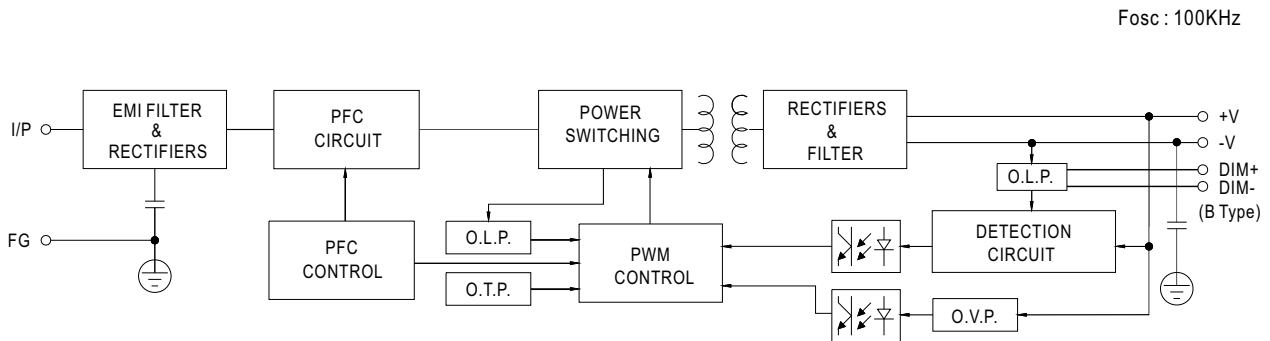 Fosc : 100KHz
I/P
EMI FILTER
&
RECTIFIERS
PFC
CIRCUIT
POWER
SWITCHING
RECTIFIERS
&
FILTER
+V
-V
DIM+
DIM-
(B Type)
O.L.P.
FG
PFC
CONTROL
O.L.P.
O.T.P.
PWM
CONTROL
DETECTION
CIRCUIT
O.V.P.